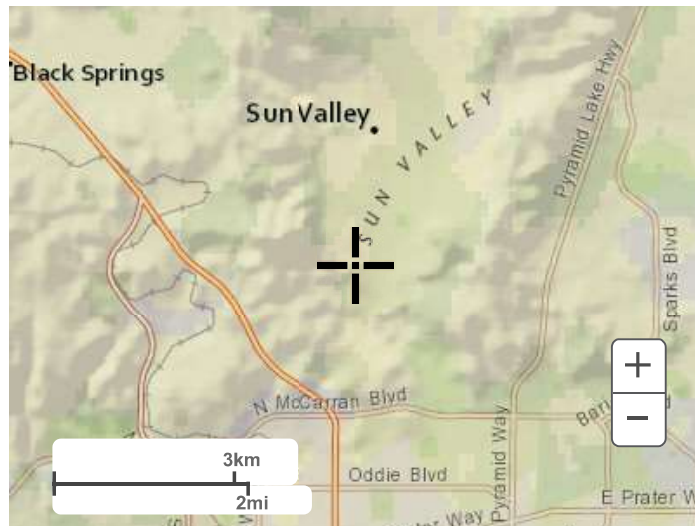 Black Springs
Sun Valley
SUN VALLEY
Pyramid Lake Hwy
Sparks Blvd
N McCarran Blvd
+
−
3km
2mi
Oddie Blvd
Pyramid Way
E Prater W
Way